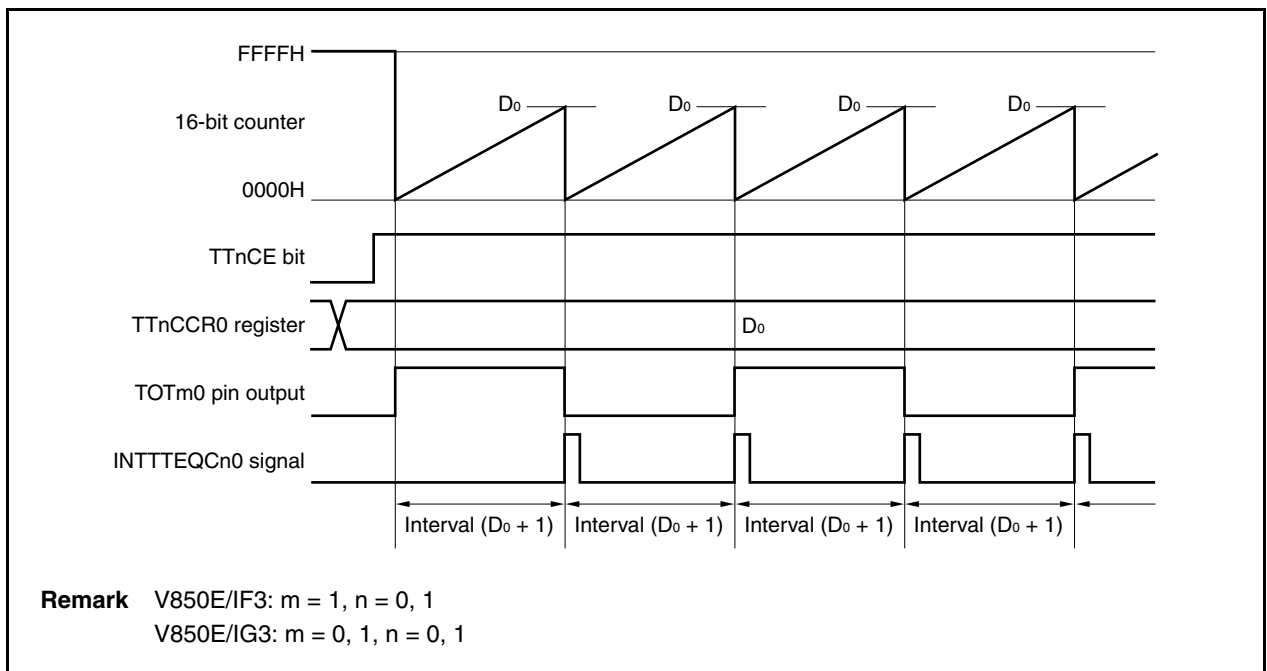 FFFFH
D0 D0 D0 D0
16-bit counter
0000H
TTnCE bit
TTnCCR0 register D0
TOTm0 pin output
INTTTEQCn0 signal
Interval (D0 + 1) Interval (D0 + 1) Interval (D0 + 1) Interval (D0 + 1)
Remark V850E/IF3: m = 1, n = 0, 1
V850E/IG3: m = 0, 1, n = 0, 1